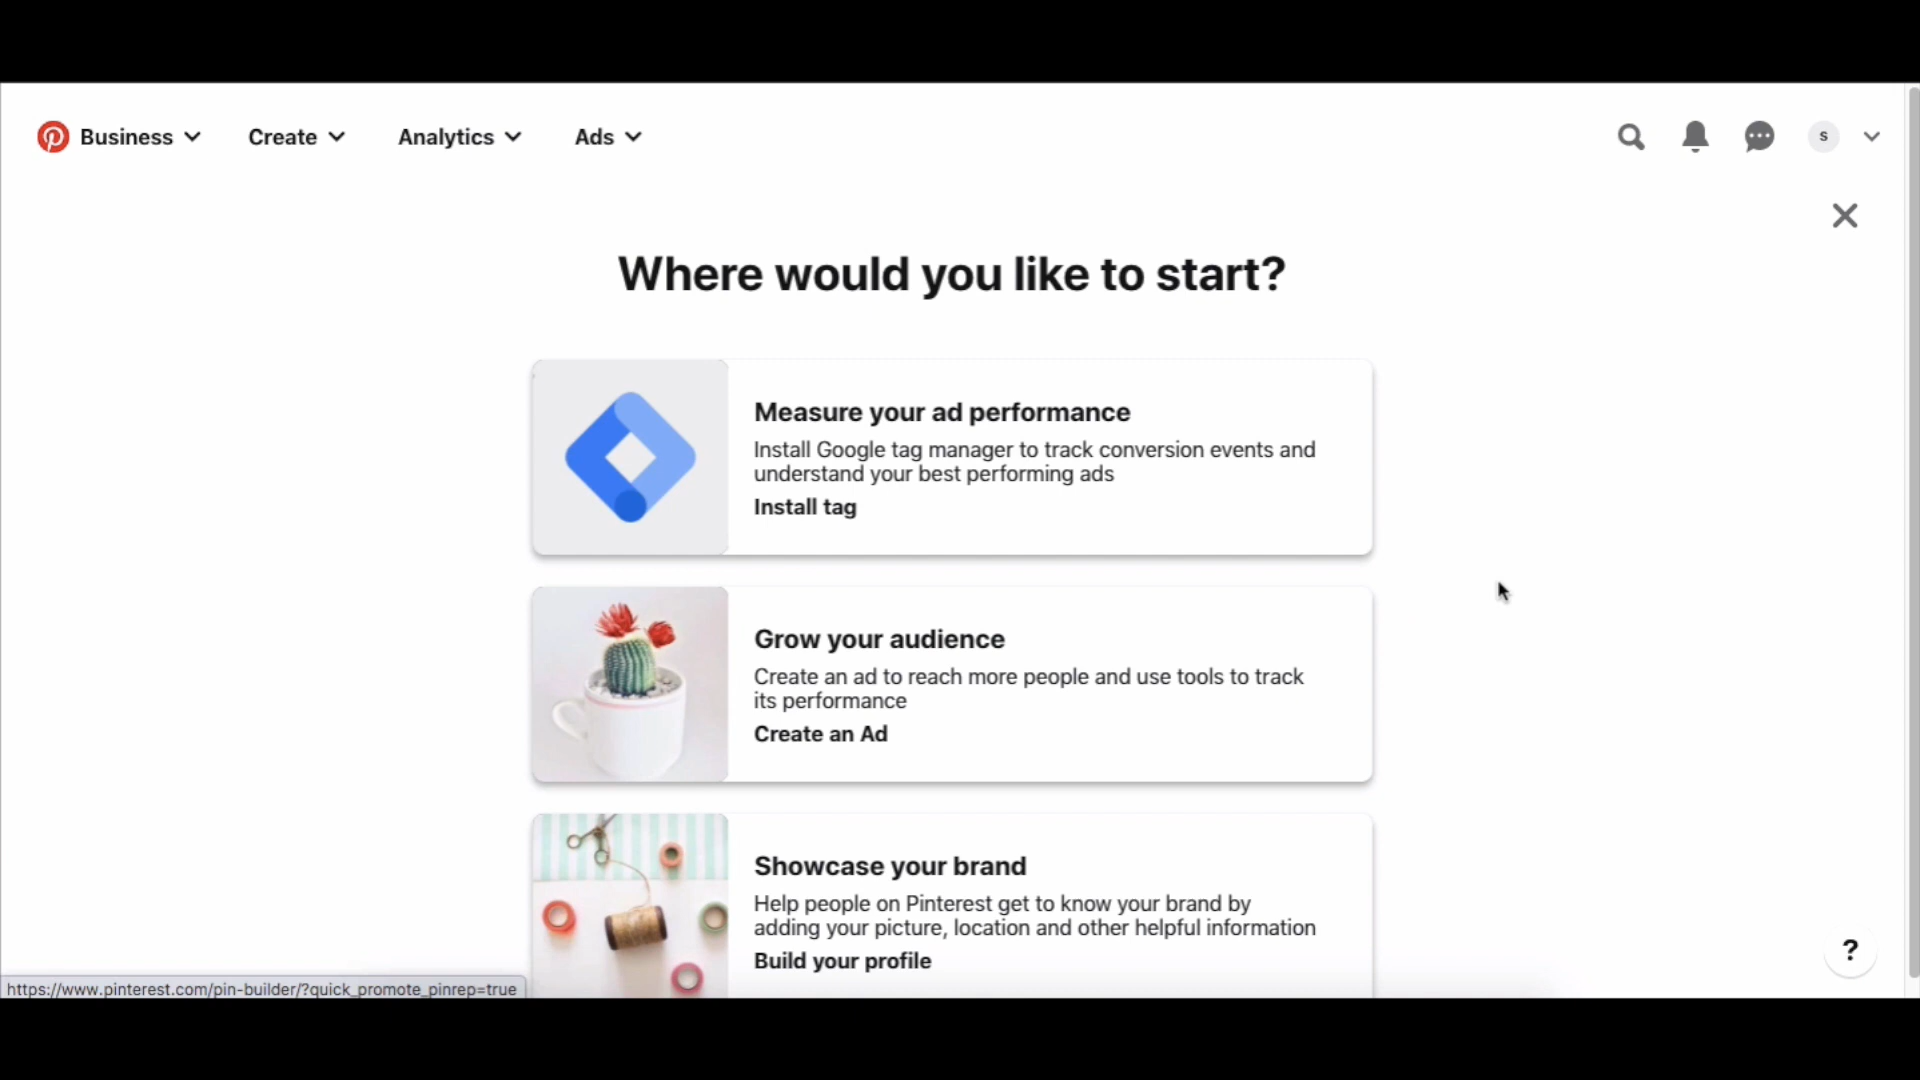 Business
Create
Analytics
Ads
s
Where would you like to start?
Measure your ad performance
Install Google tag manager to track conversion events and
understand your best performing ads
Install tag
Grow your audience
Create an ad to reach more people and use tools to track
its performance
Create an Ad
Showcase your brand
Help people on Pinterest get to know your brand by
adding your picture, location and other helpful information
Build your profile
?
https://www.pinterest.com/pin-builder/?quick_promote_pinrep=true